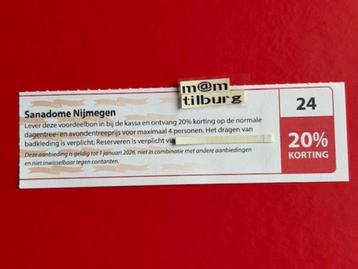 m@m
tilburg
Sanadome Nijmegen
Lever deze voordeelbon in bij de kassa en ontvang 20% korting op de normale
dagentree- en avondentreeprijs voor maximaal 4 personen. Het dragen van
badkleding is verplicht. Reserveren is verplicht
Deze aanbieding is geldig tot 1 januari 2026, niet in combinatie met andere aanbiedingen
en niet inwisselbaar tegen contanten.
24
20%
KORTING